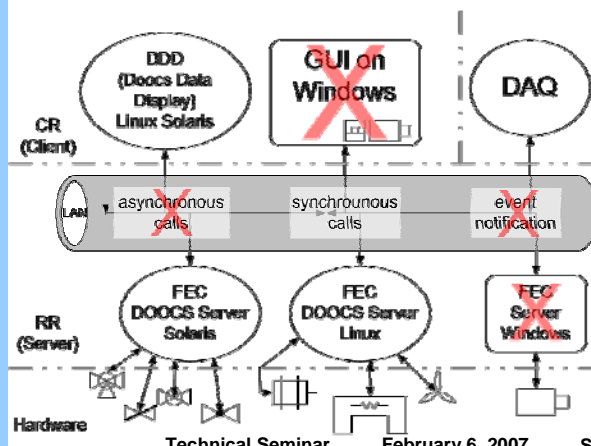 DDD
(Doocs Data
Display)
Linux Solaris
GUI on
Windows
DAQ
CR
(Client)
LAN
asynchronous
calls
synchrounous
calls
event
notification
FEC
DOOCS Server
Solaris
FEC
DOOCS Server
Linux
FEC
Server
Windows
RR
(Server)
Hardware
Technical Seminar February 6, 2007 S